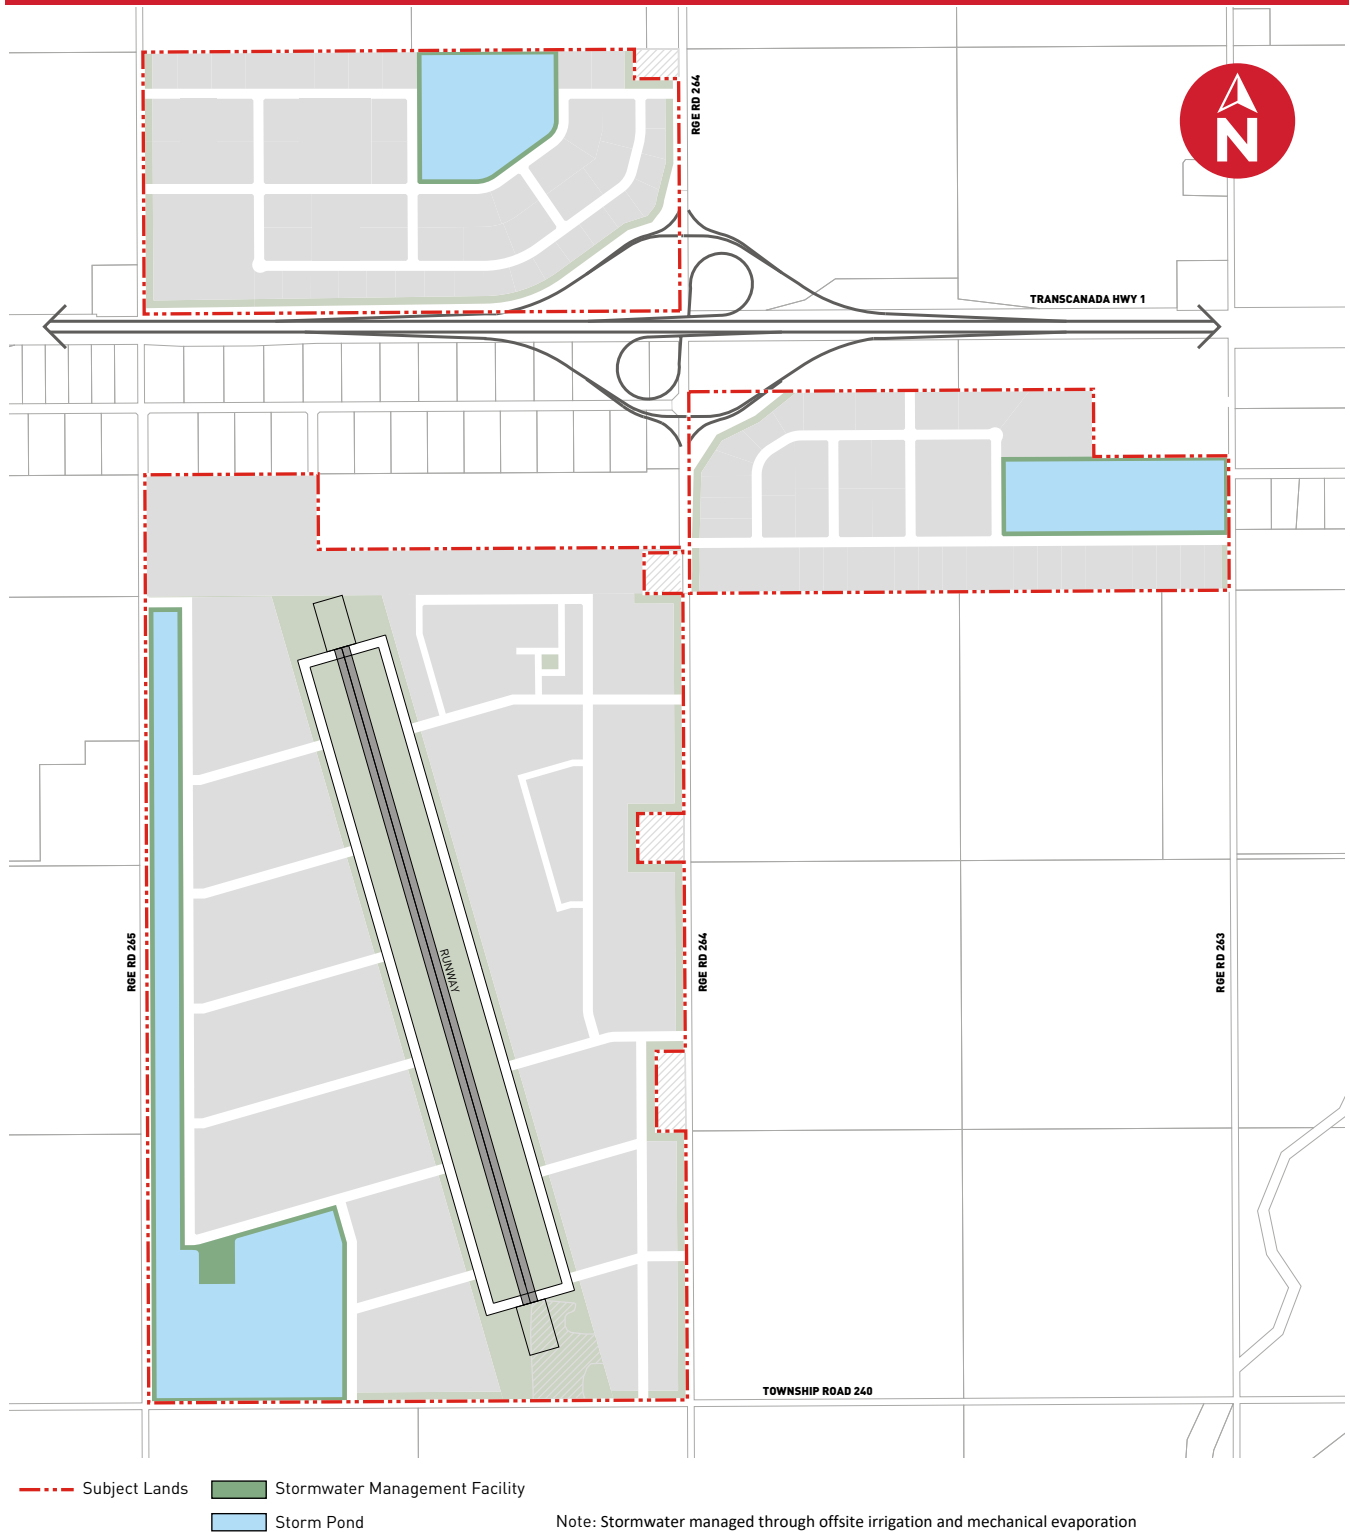 RGE RD 264
N
TRANSCANADA HWY 1
RGE RD 265
RUNWAY
RGE RD 264
RGE RD 263
TOWNSHIP ROAD 240
Subject Lands
Stormwater Management Facility
Storm Pond
Note: Stormwater managed through offsite irrigation and mechanical evaporation